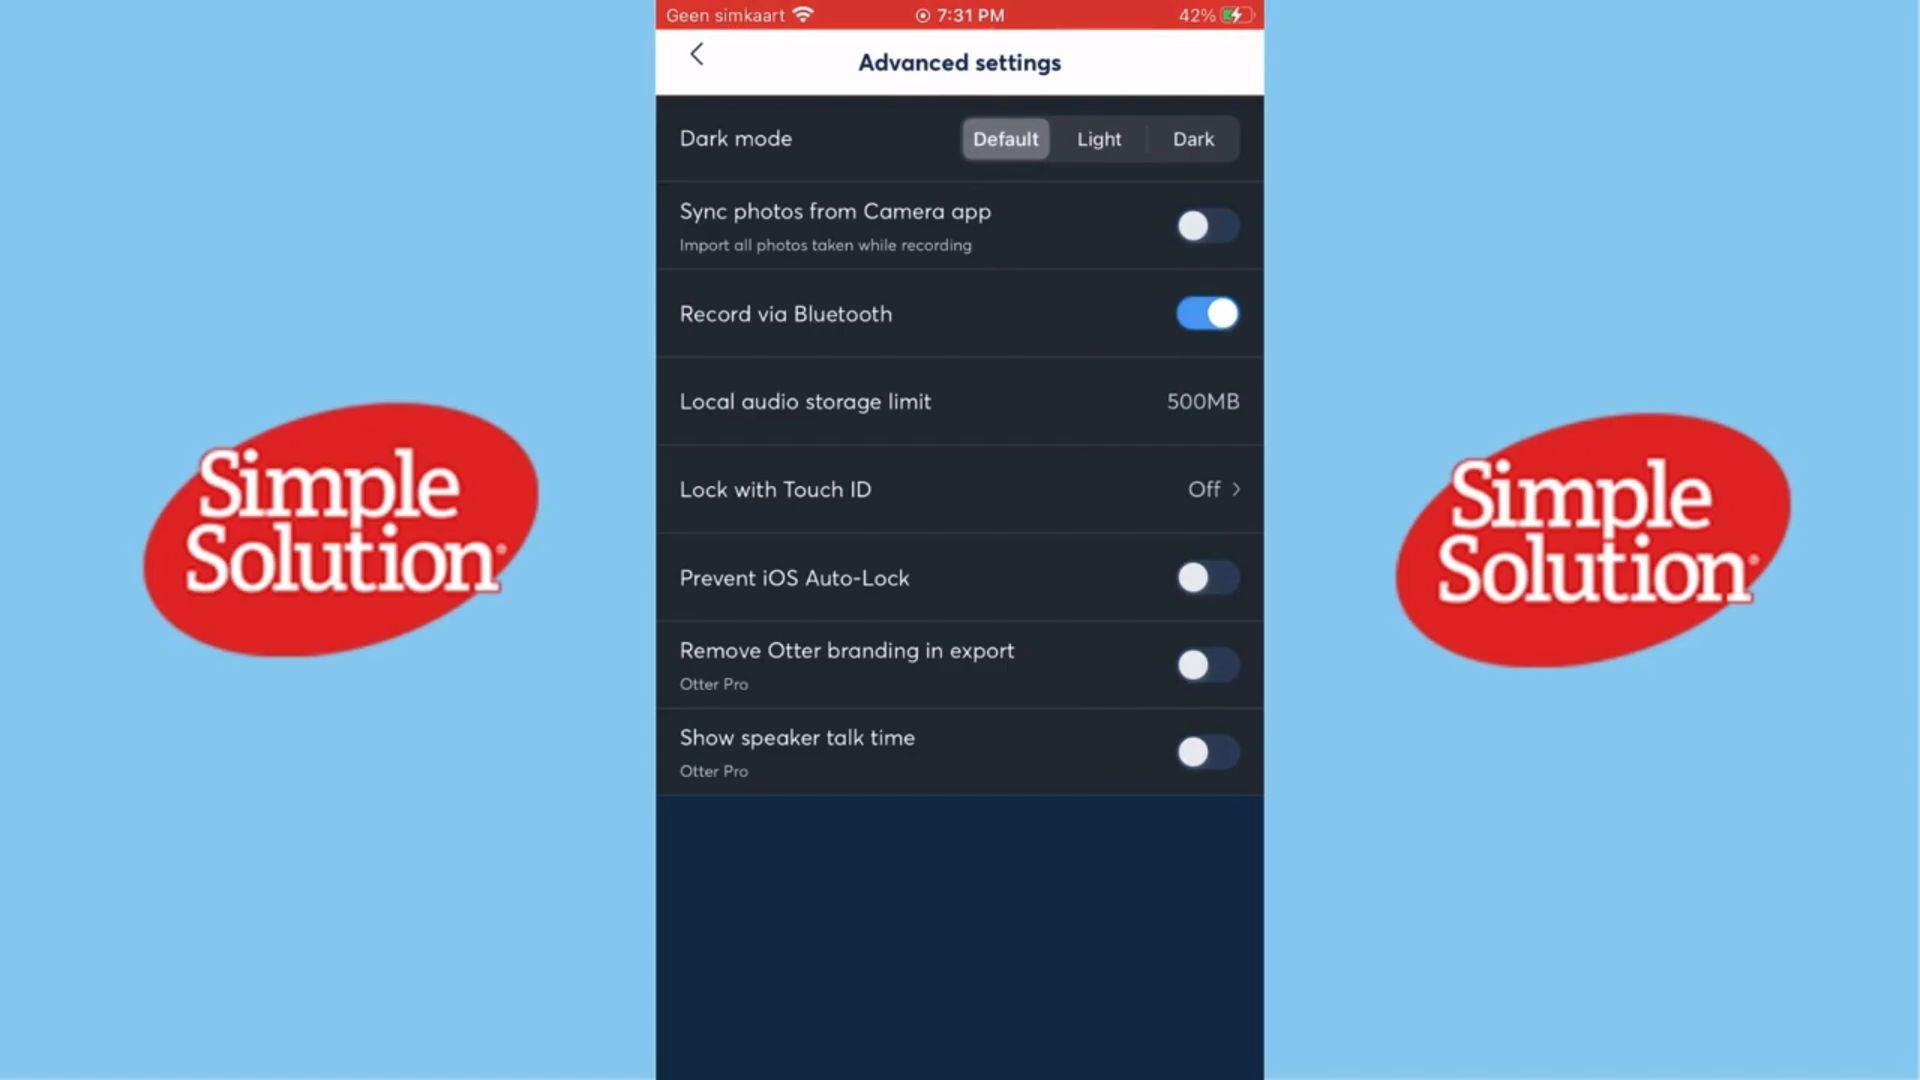 Geen simkaart 7:31 PM 42%
Advanced settings
Dark mode Default Light Dark
Sync photos from Camera app
Import all photos taken while recording
Record via Bluetooth
Local audio storage limit 500MB
Lock with Touch ID Off
Prevent iOS Auto-Lock
Remove Otter branding in export
Otter Pro
Show speaker talk time
Otter Pro
Simple
Solution
Simple
Solution